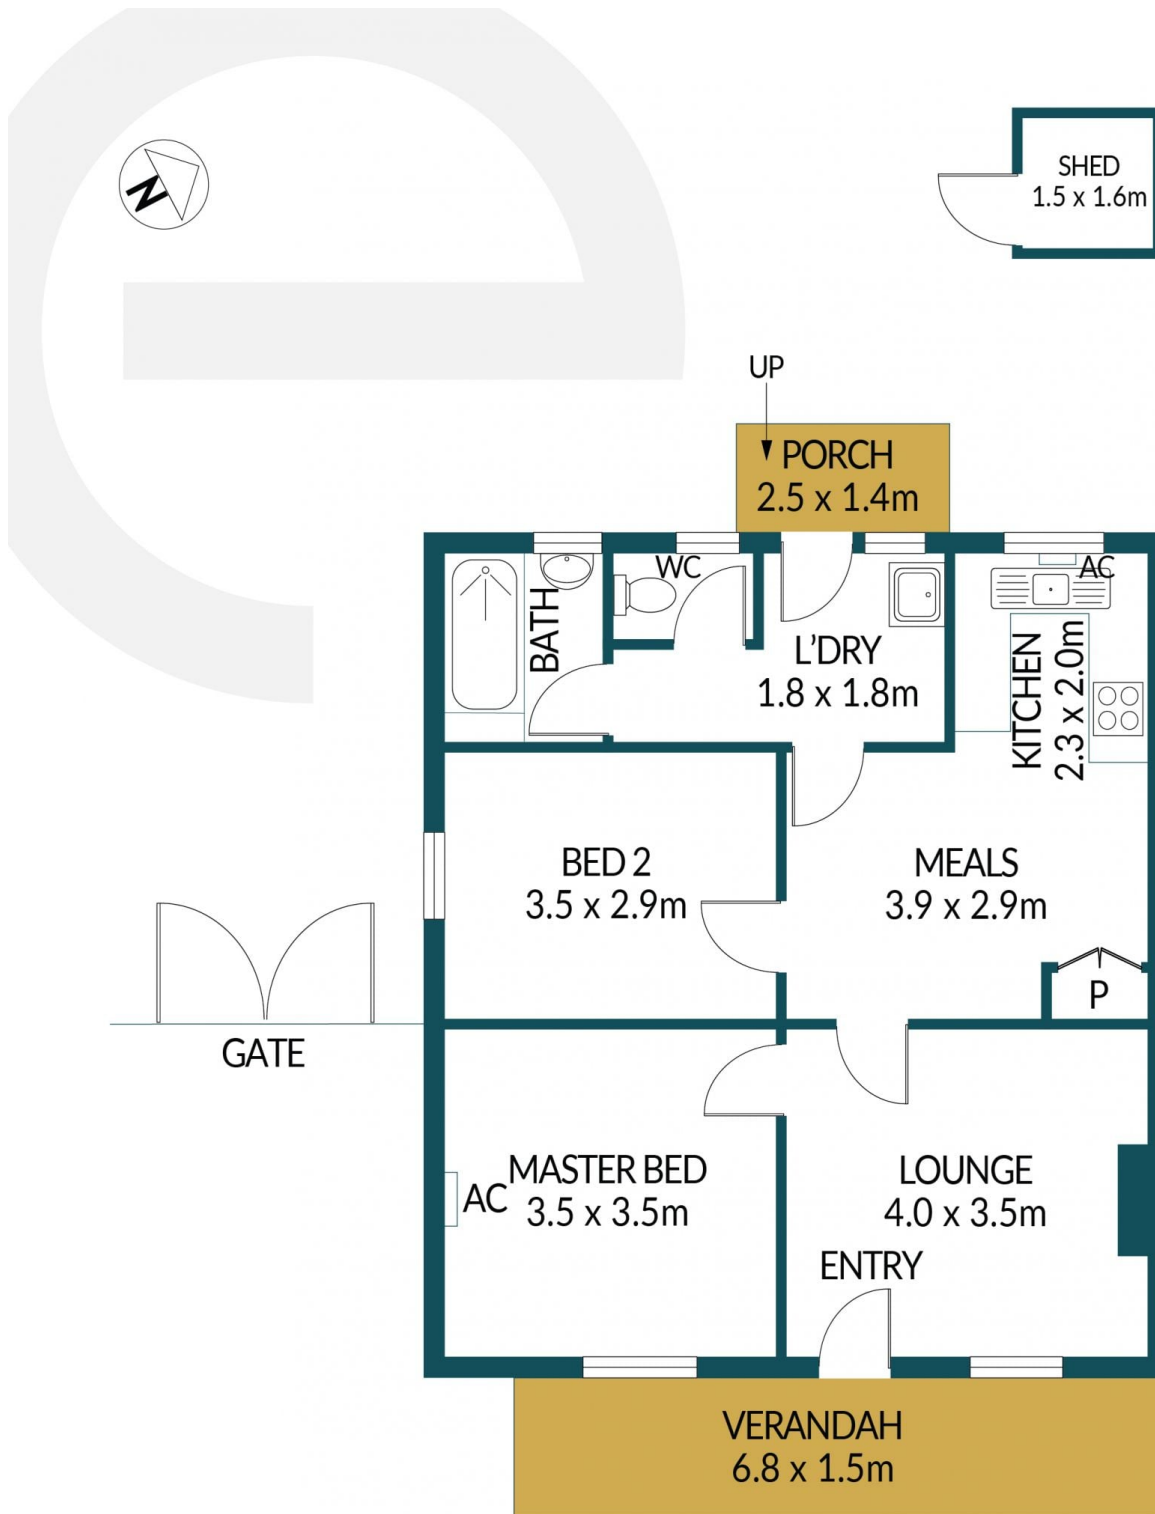 N
SHED
1.5 x 1.6m
UP
PORCH
2.5 x 1.4m
WC
AC
BATH
L'DRY
1.8 x 1.8m
KITCHEN
2.3 x 2.0m
BED 2
3.5 x 2.9m
MEALS
3.9 x 2.9m
P
GATE
MASTER BED
3.5 x 3.5m
AC
LOUNGE
4.0 x 3.5m
ENTRY
VERANDAH
6.8 x 1.5m